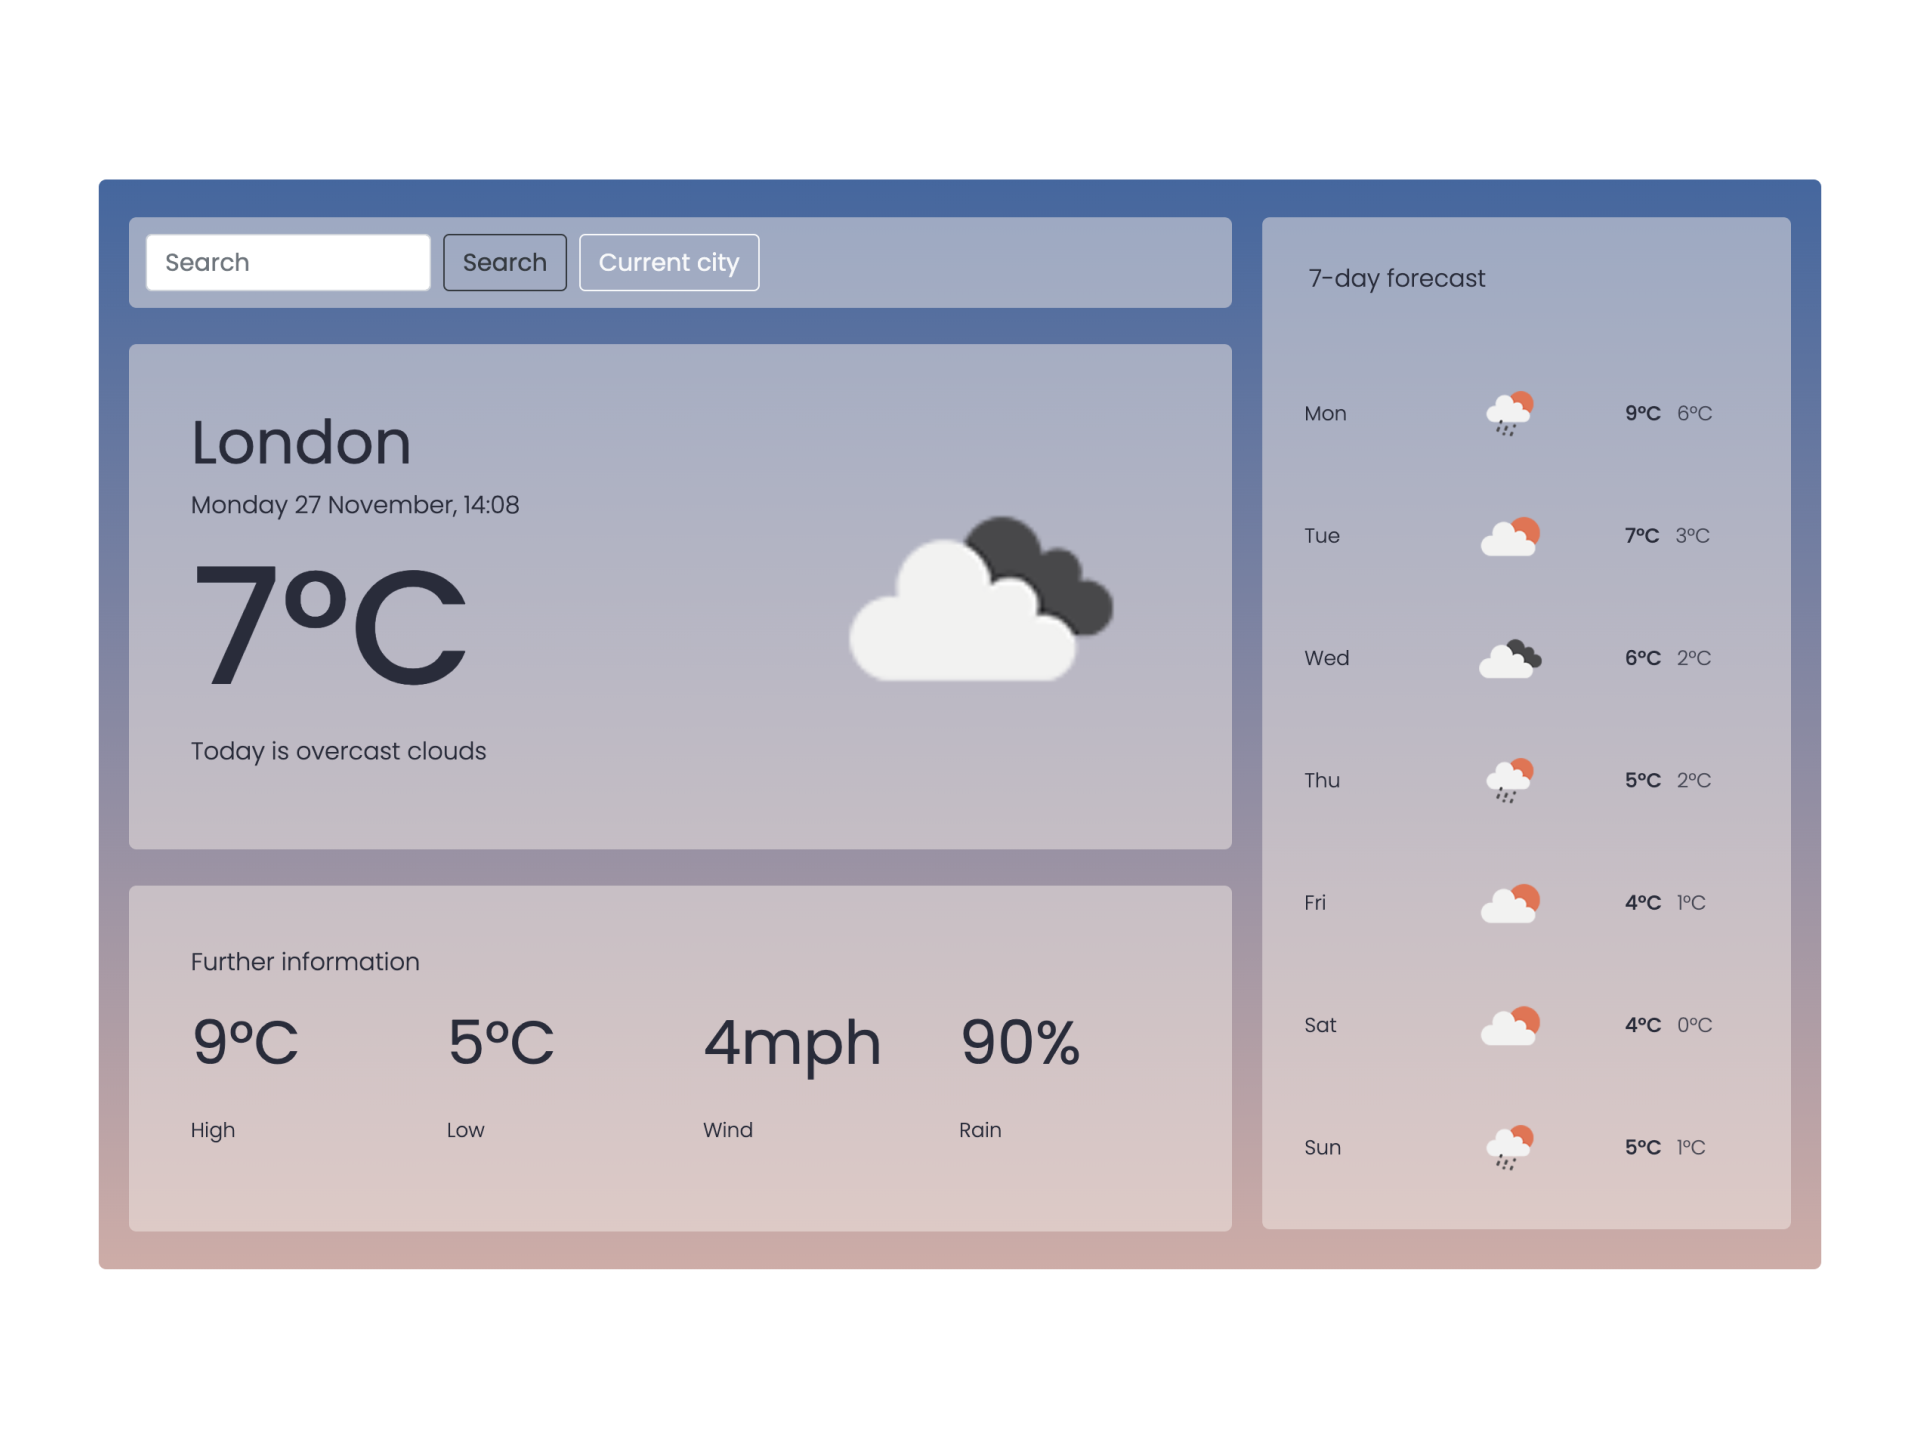 Search Search Current city
London
Monday 27 November, 14:08
7°C
Today is overcast clouds
Further information
9°C 5°C 4mph 90%
High Low Wind Rain
7-day forecast
Mon 9°C 6°C
Tue 7°C 3°C
Wed 6°C 2°C
Thu 5°C 2°C
Fri 4°C 1°C
Sat 4°C 0°C
Sun 5°C 1°C